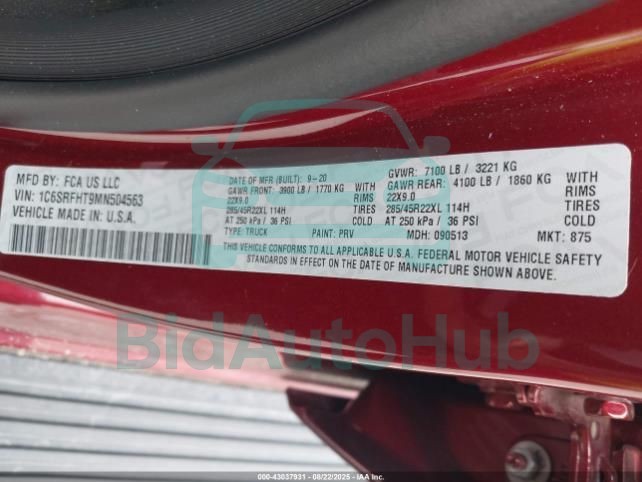 MFD BY: FCA US LLC
VIN: 1C6SRFHT9MN504563
VEHICLE MADE IN U.S.A.
DATE OF MFR (BUILT): 9-20
GVWR: 7100 LB / 3221 KG
GAWR FRONT: 3900 LB / 1770 KG
GAWR REAR: 4100 LB / 1860 KG
22X9.0 RIMS 22X9.0 RIMS
285/45R22XL 114H TIRES 285/45R22XL 114H TIRES
AT 250 kPa / 36 PSI COLD AT 250 kPa / 36 PSI COLD
TYPE: TRUCK PAINT: PRV MDH: 090513 MKT: 875
THIS VEHICLE CONFORMS TO ALL APPLICABLE U.S.A. FEDERAL MOTOR VEHICLE SAFETY
STANDARDS IN EFFECT ON THE DATE OF MANUFACTURE SHOWN ABOVE.
BidAutoHub
000-43037931 - 08/22/2025 - IAA Inc.